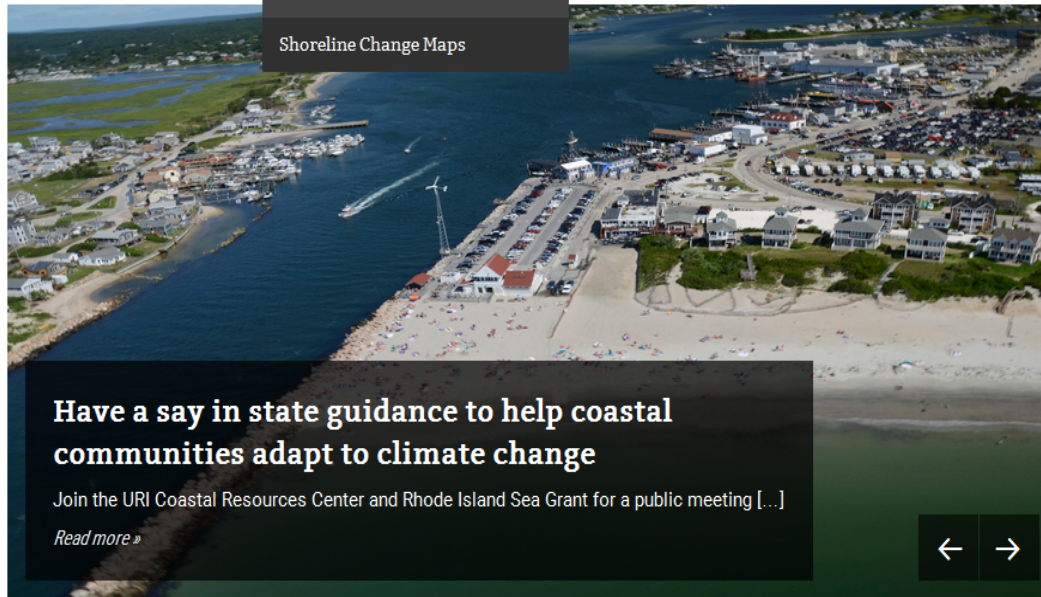 Shoreline Change Maps
Have a say in state guidance to help coastal
communities adapt to climate change
Join the URI Coastal Resources Center and Rhode Island Sea Grant for a public meeting [...]
Read more »